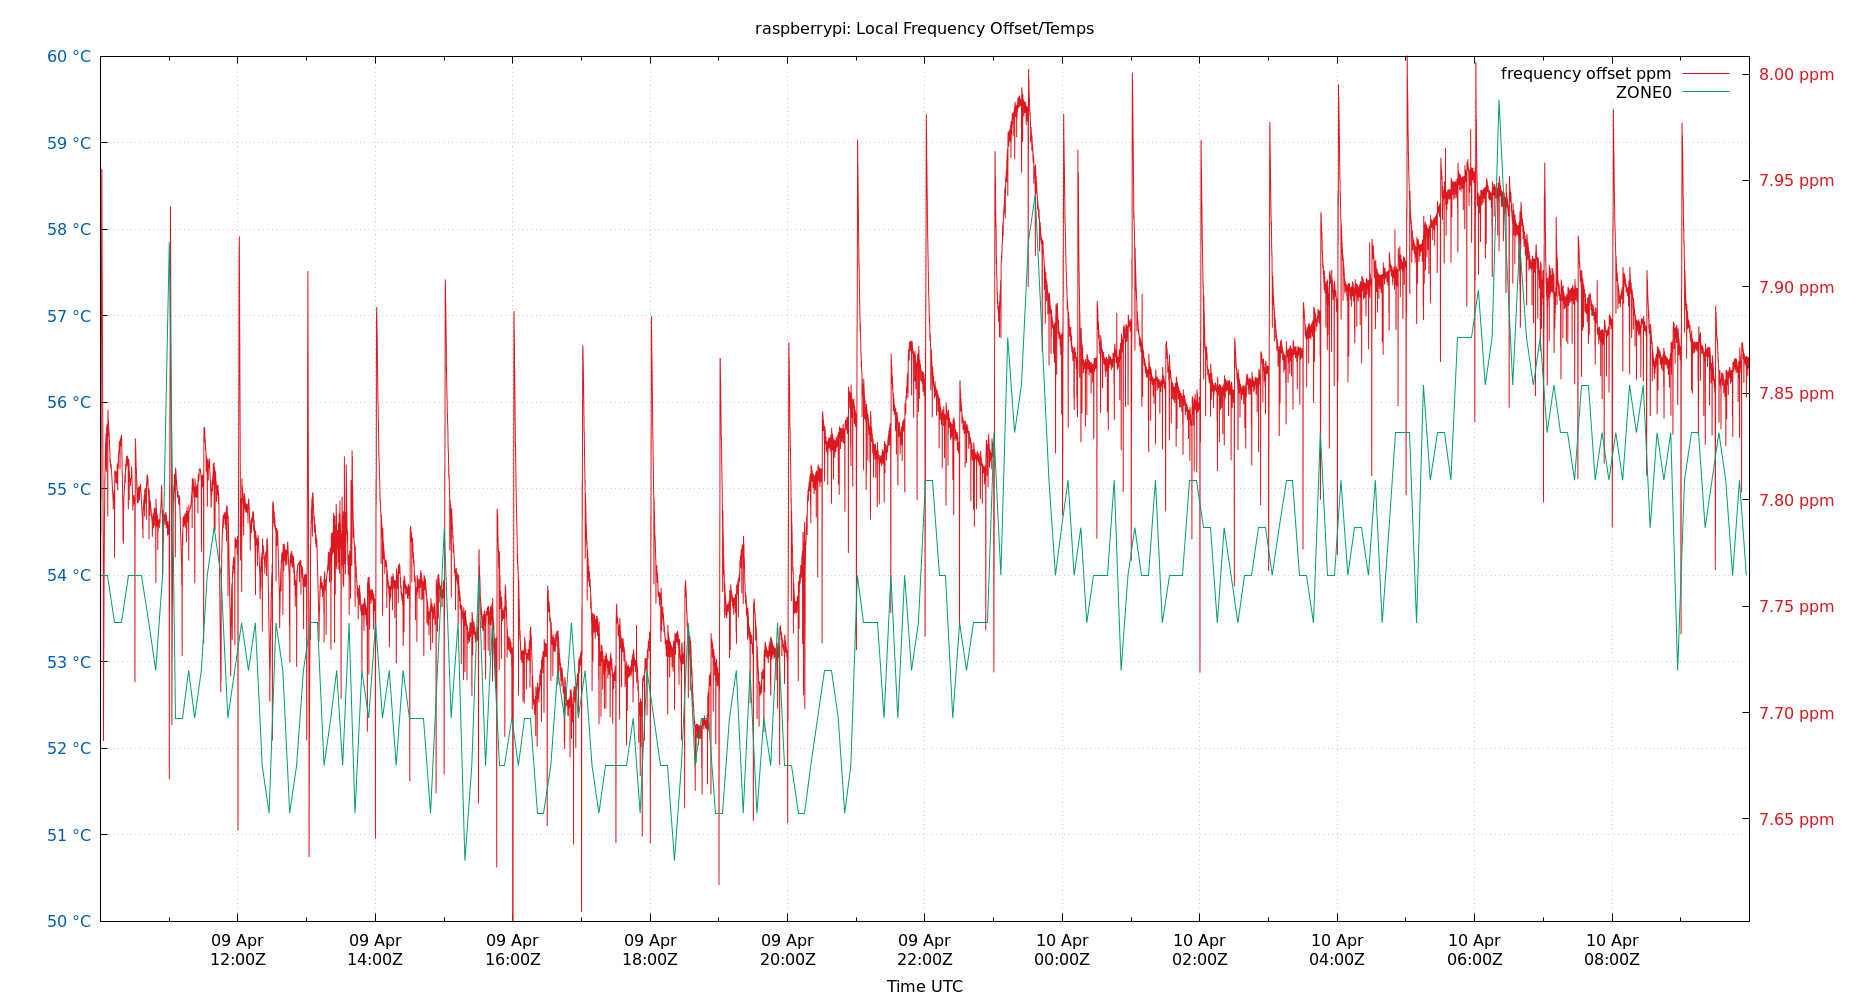 raspberrypi: Local Frequency Offset/Temps
frequency offset ppm
ZONE0
60 °C
59 °C
58 °C
57 °C
56 °C
55 °C
54 °C
53 °C
52 °C
51 °C
50 °C
8.00 ppm
7.95 ppm
7.90 ppm
7.85 ppm
7.80 ppm
7.75 ppm
7.70 ppm
7.65 ppm
09 Apr 09 Apr 09 Apr 09 Apr 09 Apr 09 Apr 10 Apr 10 Apr 10 Apr 10 Apr 10 Apr
12:00Z 14:00Z 16:00Z 18:00Z 20:00Z 22:00Z 00:00Z 02:00Z 04:00Z 06:00Z 08:00Z
Time UTC